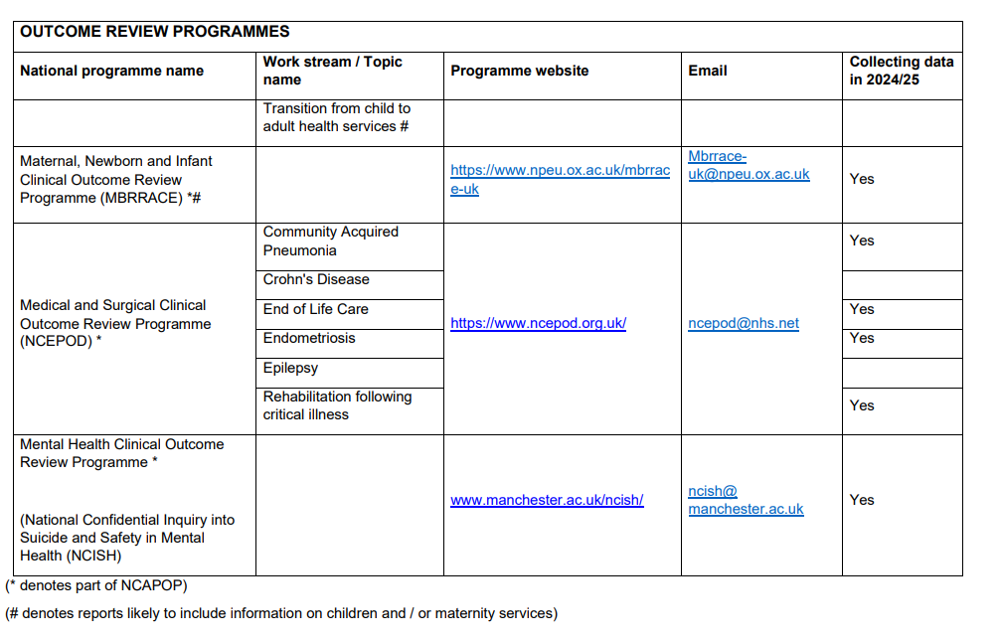 OUTCOME REVIEW PROGRAMMES
National programme name
Work stream / Topic
name
Programme website
Email
Collecting data
in 2024/25
Transition from child to
adult health services #
Maternal, Newborn and Infant
Clinical Outcome Review
Programme (MBRRACE) *#
https://www.npeu.ox.ac.uk/mbrrac
e-uk
Mbrrace-
uk@npeu.ox.ac.uk
Yes
Medical and Surgical Clinical
Outcome Review Programme
(NCEPOD) *
Community Acquired
Pneumonia
Crohn's Disease
End of Life Care
Endometriosis
Epilepsy
Rehabilitation following
critical illness
https://www.ncepod.org.uk/
ncepod@nhs.net
Yes
Yes
Yes
Yes
Mental Health Clinical Outcome
Review Programme *
(National Confidential Inquiry into
Suicide and Safety in Mental
Health (NCISH)
www.manchester.ac.uk/ncish/
ncish@
manchester.ac.uk
Yes
(* denotes part of NCAPOP)
(# denotes reports likely to include information on children and / or maternity services)